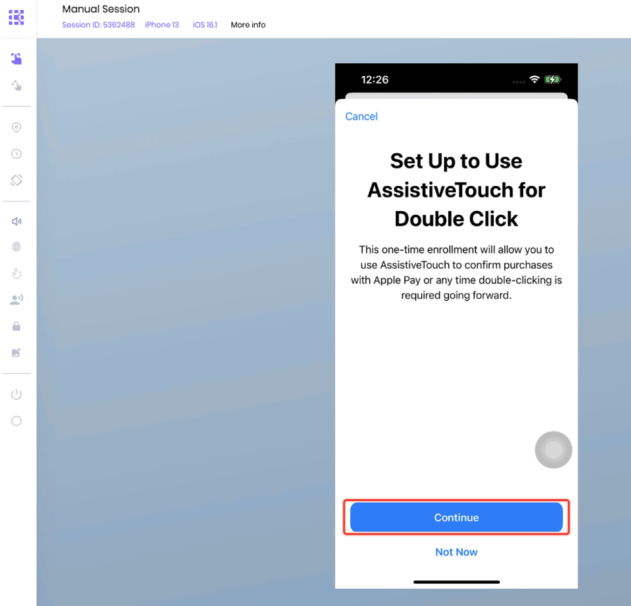 Manual Session
Session ID: 5362488 iPhone 13 iOS 16.1 More info
12:26
Cancel
Set Up to Use
AssistiveTouch for
Double Click
This one-time enrollment will allow you to
use AssistiveTouch to confirm purchases
with Apple Pay or any time double-clicking is
required going forward.
Continue
Not Now